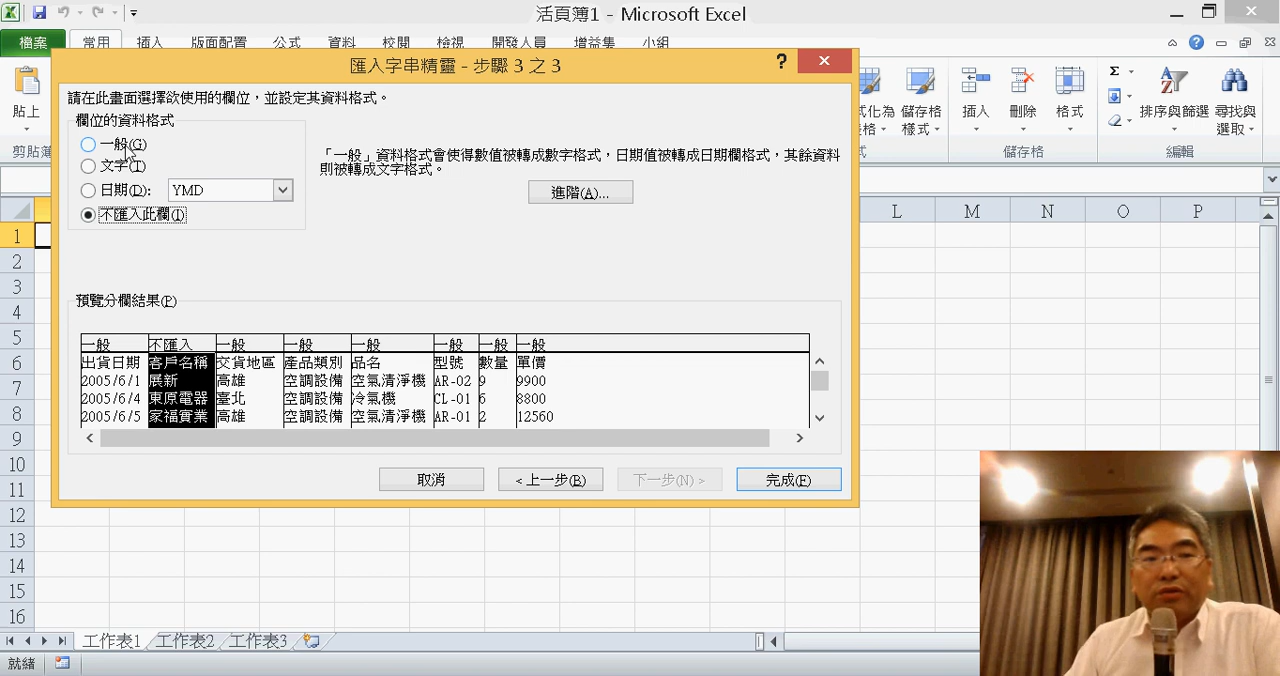 活頁簿1 - Microsoft Excel
檔案 常用 插入 版面配置 公式 資料 校閱 檢視 開發人員 增益集 小組
匯入字串精靈 - 步驟 3 之 3
?
請在此畫面選擇欲使用的欄位，並設定其資料格式。
欄位的資料格式
一般(G)
文字(T)
日期(D): YMD
不匯入此欄(I)
「一般」資料格式會使得數值被轉成數字格式，日期值被轉成日期欄格式，其餘資料
則被轉成文字格式。
進階(A)...
預覽分欄結果(P)
一般 不匯入 一般 一般 一般 一般 一般 一般
出貨日期 客戶名稱 交貨地區 產品類別 品名 型號 數量 單價
2005/6/1 展新 高雄 空調設備 空氣清淨機 AR-02 9 9900
2005/6/4 東原電器 臺北 空調設備 冷氣機 CL-01 6 8800
2005/6/5 家福實業 高雄 空調設備 空氣清淨機 AR-01 2 12560
取消 < 上一步(B) 下一步(N) > 完成(F)
貼上
剪貼簿
式化為 儲存格 插入 刪除 格式 Σ 排序與篩選 尋找與
表格 樣式 選取
式 儲存格 編輯
L M N O P
1
2
3
4
5
6
7
8
9
10
11
12
13
14
15
16
工作表1 工作表2 工作表3
就緒